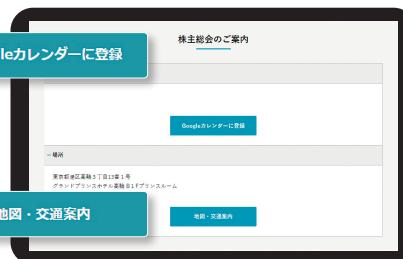 株主総会のご案内
leカレンダーに登録
Googleカレンダーに登録
場所
東京都港区高輪3丁目13番1号
グランドプリンスホテル高輪B1Fプリンスルーム
地図・交通案内
地図・交通案内